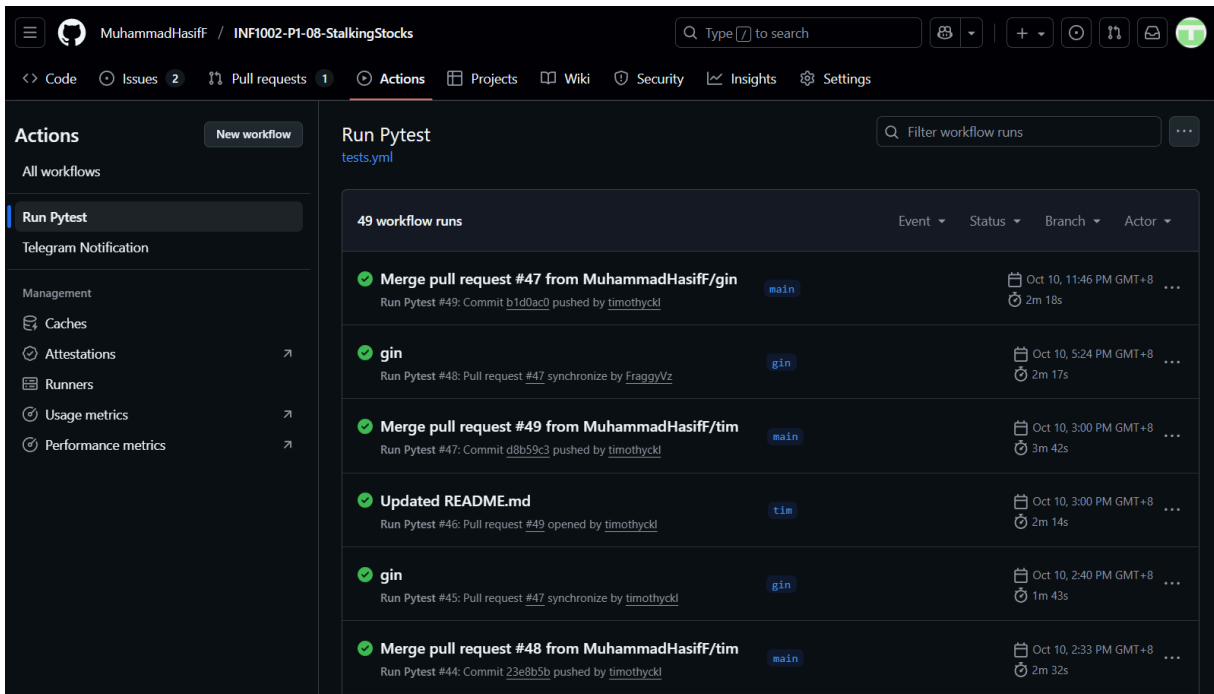 MuhammadHasifF / INF1002-P1-08-StalkingStocks
Type / to search
Code Issues 2 Pull requests 1 Actions Projects Wiki Security Insights Settings
Actions
New workflow
All workflows
Run Pytest
Telegram Notification
Management
Caches
Attestations
Runners
Usage metrics
Performance metrics
Run Pytest
tests.yml
Filter workflow runs
49 workflow runs
Event Status Branch Actor
Merge pull request #47 from MuhammadHasifF/gin
Run Pytest #49: Commit b1d0ac0 pushed by timothyckl
main
Oct 10, 11:46 PM GMT+8
2m 18s
gin
Run Pytest #48: Pull request #47 synchronize by FraggyVz
gin
Oct 10, 5:24 PM GMT+8
2m 17s
Merge pull request #49 from MuhammadHasifF/tim
Run Pytest #47: Commit d8b59c3 pushed by timothyckl
main
Oct 10, 3:00 PM GMT+8
3m 42s
Updated README.md
Run Pytest #46: Pull request #49 opened by timothyckl
tim
Oct 10, 3:00 PM GMT+8
2m 14s
gin
Run Pytest #45: Pull request #47 synchronize by timothyckl
gin
Oct 10, 2:40 PM GMT+8
1m 43s
Merge pull request #48 from MuhammadHasifF/tim
Run Pytest #44: Commit 23e8b5b pushed by timothyckl
main
Oct 10, 2:33 PM GMT+8
2m 32s